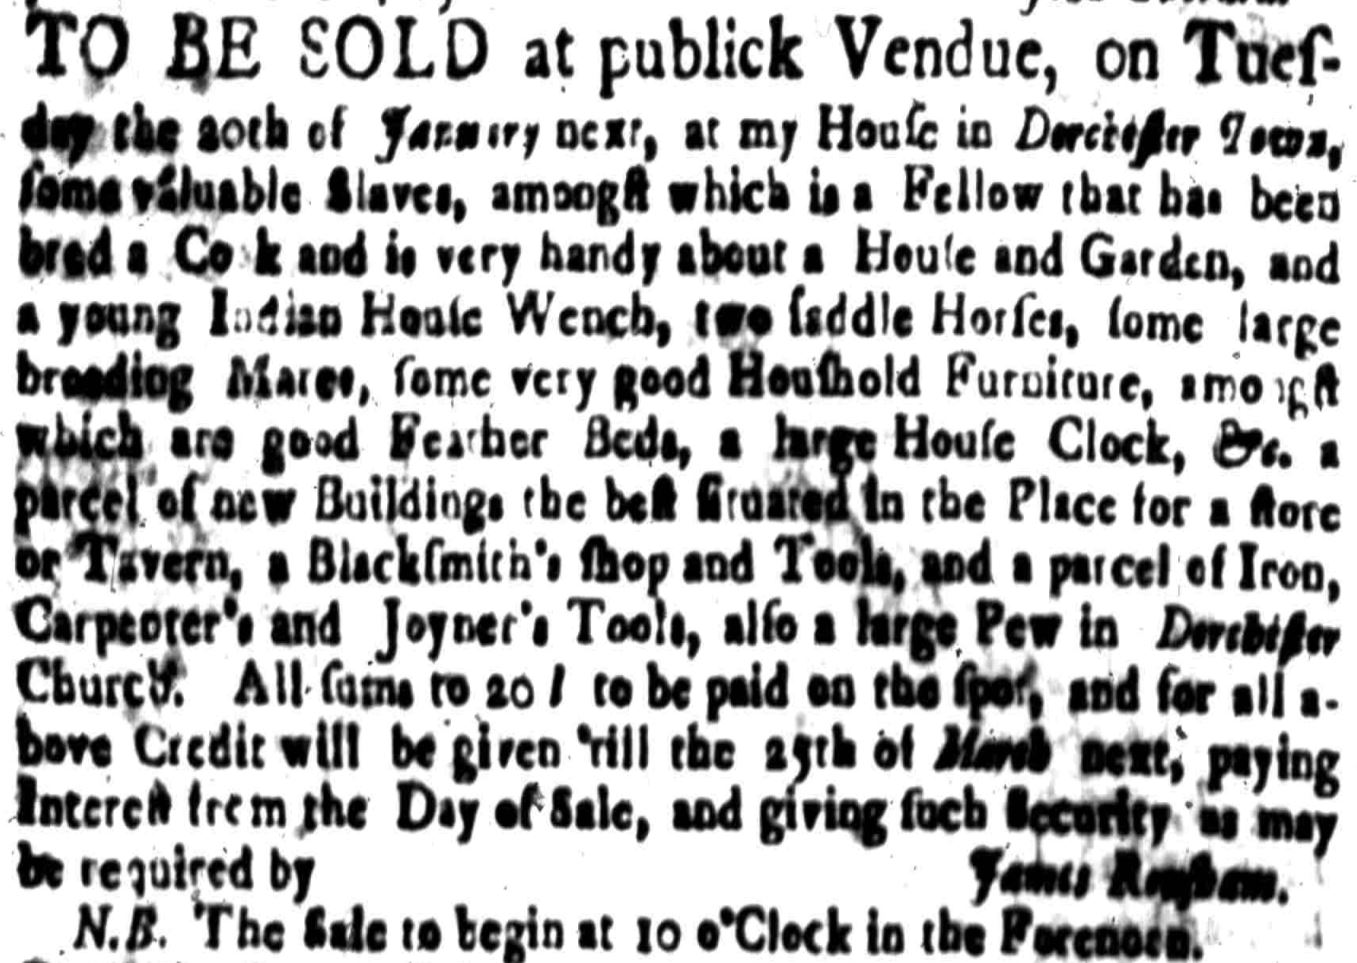 TO BE SOLD at publick Vendue, on Tueſ-
day the 20th of January next, at my Houſe in Dorcheſter Town,
ſome valuable Slaves, amongſt which is a Fellow that has been
bred a Cook and is very handy about a Houſe and Garden, and
a young Indian Houſe Wench, two ſaddle Horſes, ſome large
breeding Mares, ſome very good Houſhold Furniture, amongſt
which are good Feather Beds, a large Houſe Clock, &c. a
parcel of new Buildings the beſt ſituated in the Place for a ſtore
or Tavern, a Blackſmith's ſhop and Tools, and a parcel of Iron,
Carpenter's and Joyner's Tools, alſo a large Pew in Dorcheſter
Church. All ſums to 20 l to be paid on the ſpot, and for all a-
bove Credit will be given 'till the 25th of March next, paying
Intereſt from the Day of Sale, and giving ſuch Security as may
be required by James
N.B. The Sale to begin at 10 o'Clock in the Forenoon.